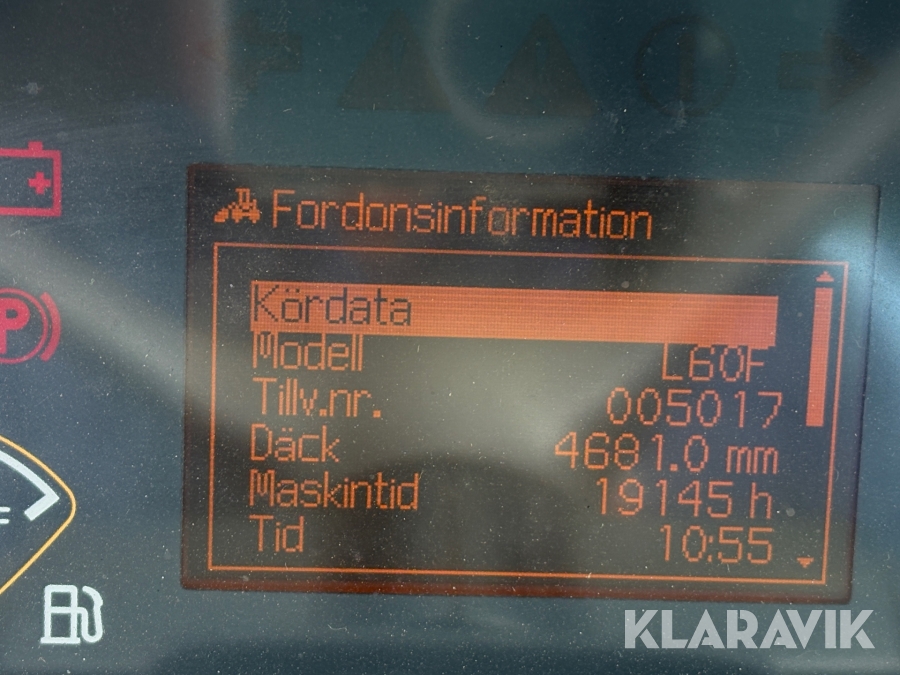 Fordonsinformation
Kördata
Modell L60F
Tillv.nr. 005017
Däck 4681.0 mm
Maskintid 19145 h
Tid 10:55
P
KLARAVIK